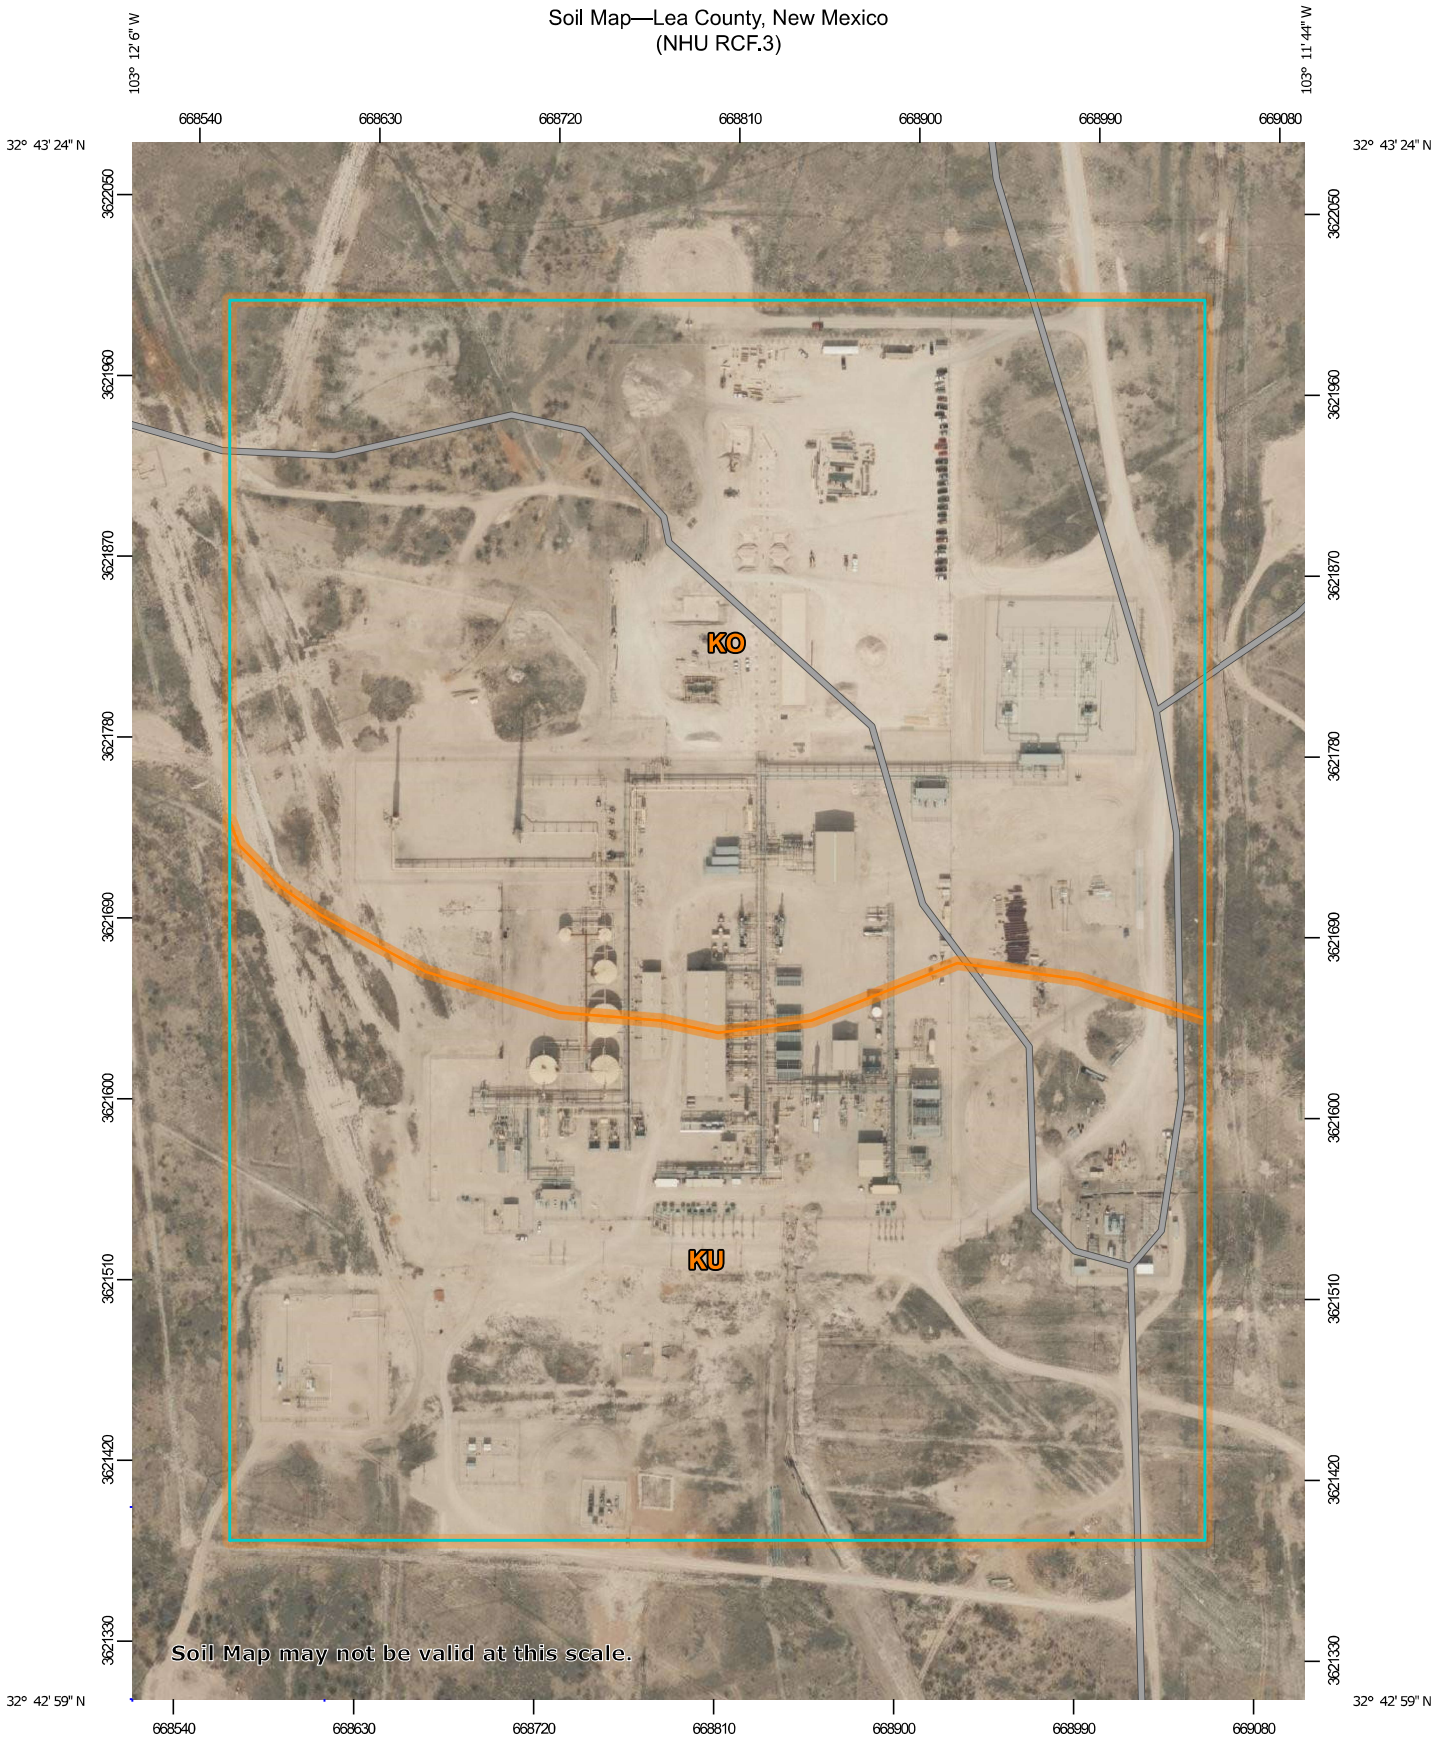 Soil Map—Lea County, New Mexico
(NHU RCF.3)
103° 12' 6'' W
103° 11' 44'' W
668540 668630 668720 668810 668900 668990 669080
32° 43' 24'' N
32° 43' 24'' N
3622050
3622050
3621960
3621960
3621870
3621870
KO
3621780
3621780
3621690
3621690
3621600
3621600
KU
3621510
3621510
3621420
3621420
3621330
3621330
Soil Map may not be valid at this scale.
32° 42' 59'' N
32° 42' 59'' N
668540 668630 668720 668810 668900 668990 669080